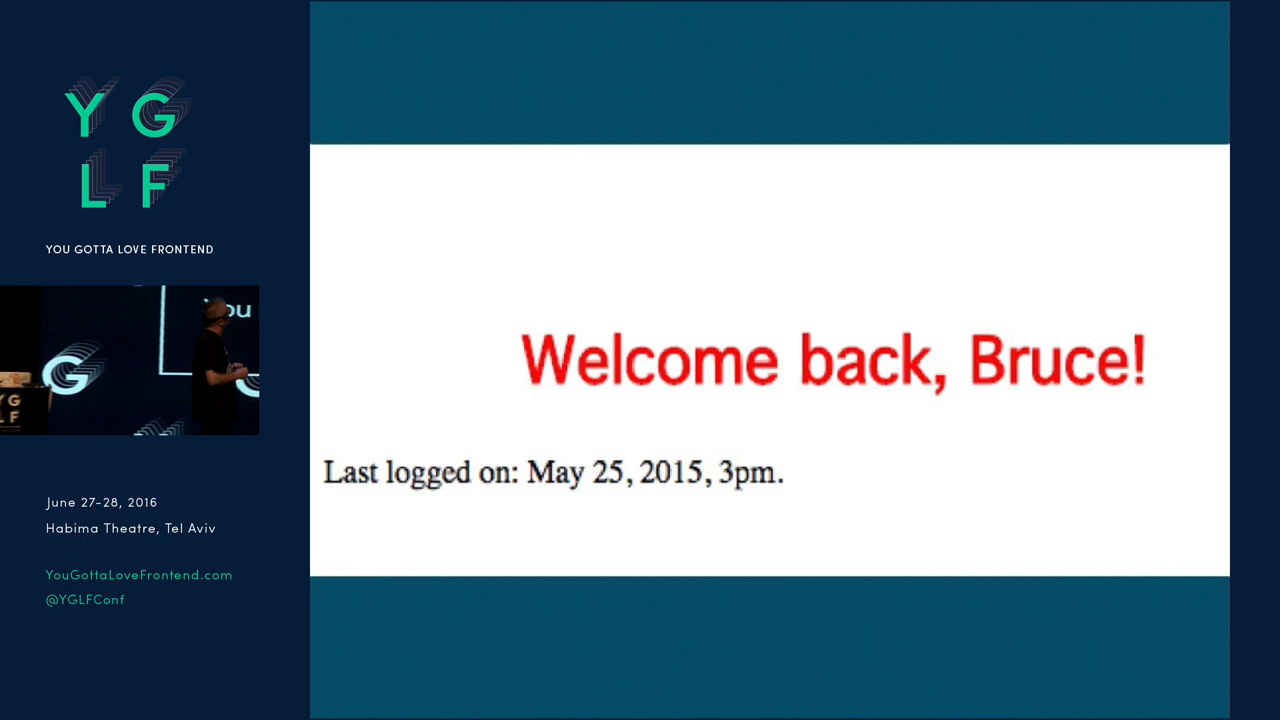 Y G
L F
YOU GOTTA LOVE FRONTEND
You
G
Y G
L F
June 27-28, 2016
Habima Theatre, Tel Aviv
YouGottaLoveFrontend.com
@YGLFConf
Welcome back, Bruce!
Last logged on: May 25, 2015, 3pm.